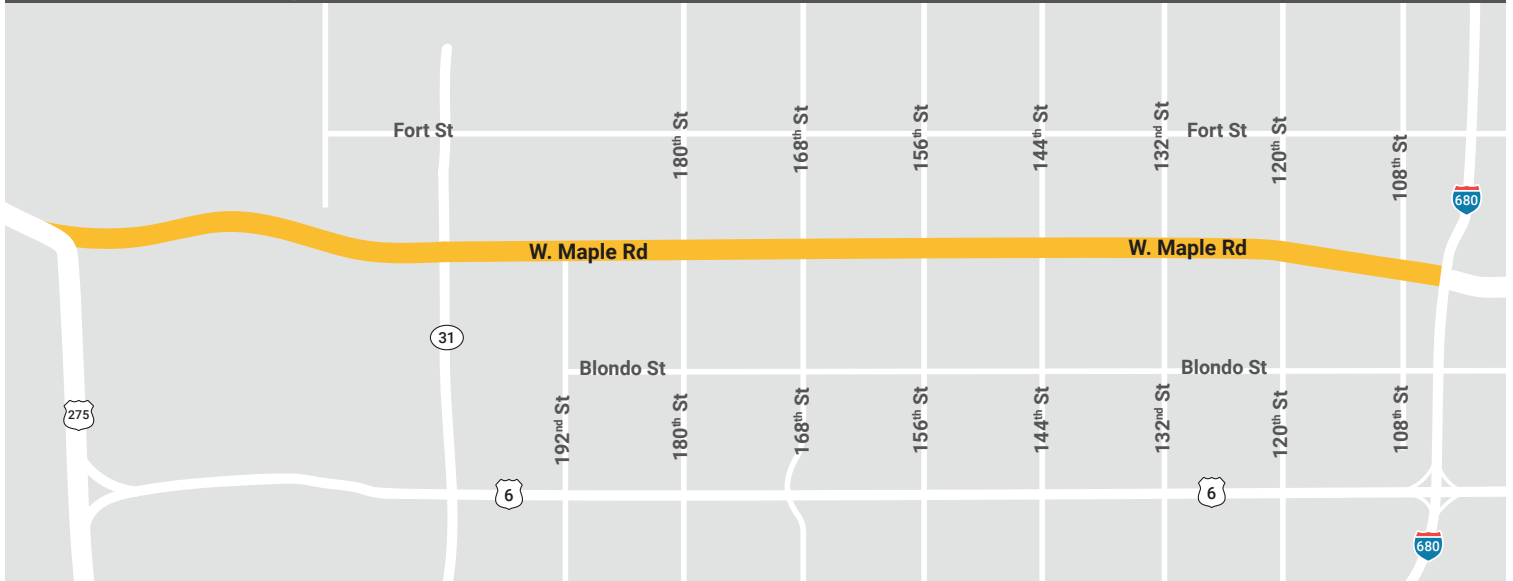 Fort St
180th St
168th St
156th St
144th St
132nd St
Fort St
120th St
108th St
680
W. Maple Rd
W. Maple Rd
31
Blondo St
Blondo St
275
192nd St
180th St
168th St
156th St
144th St
132nd St
120th St
108th St
6
6
680